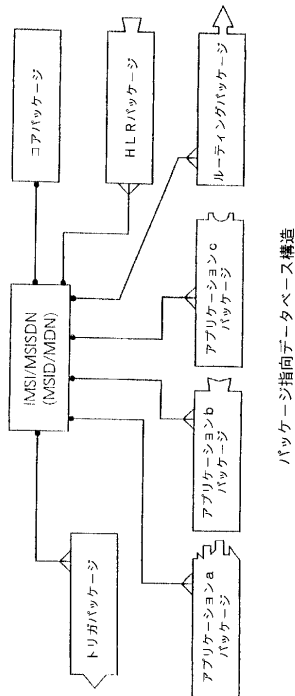 コアパッケージ
HLRパッケージ
ルーティングパッケージ
IMSI/MSISDN
(MSID/MDN)
アプリケーションc
パッケージ
アプリケーションb
パッケージ
トリガパッケージ
アプリケーションa
パッケージ
パッケージ指向データベース構造